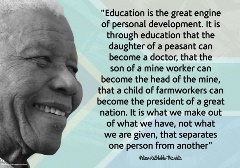 "Education is the great engine
of personal development. It is
through education that the
daughter of a peasant can
become a doctor, that the
son of a mine worker can
become the head of the mine,
that a child of farmworkers can
become the president of a great
nation. It is what we make out
of what we have, not what
we are given, that separates
one person from another"